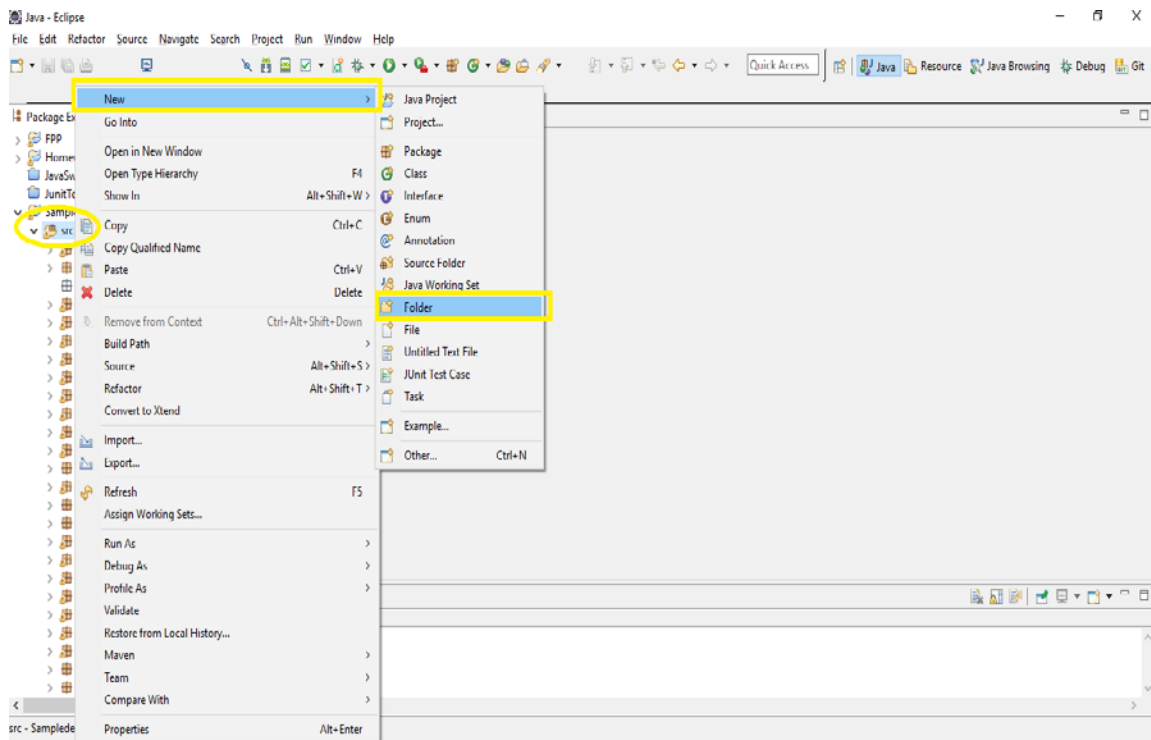 Java - Eclipse
File Edit Refactor Source Navigate Search Project Run Window Help
Quick Access Java Resource Java Browsing Debug Git
Package Ex
FPP
Homew
JavaSw
JunitTo
Sample
src
New
Go Into
Open in New Window
Open Type Hierarchy F4
Show In Alt+Shift+W >
Copy Ctrl+C
Copy Qualified Name
Paste Ctrl+V
Delete Delete
Remove from Context Ctrl+Alt+Shift+Down
Build Path
Source Alt+Shift+S >
Refactor Alt+Shift+T >
Convert to Xtend
Import...
Export...
Refresh F5
Assign Working Sets...
Run As
Debug As
Profile As
Validate
Restore from Local History...
Maven
Team
Compare With
Properties Alt+Enter
Java Project
Project...
Package
Class
Interface
Enum
Annotation
Source Folder
Java Working Set
Folder
File
Untitled Text File
JUnit Test Case
Task
Example...
Other... Ctrl+N
src - Samplede